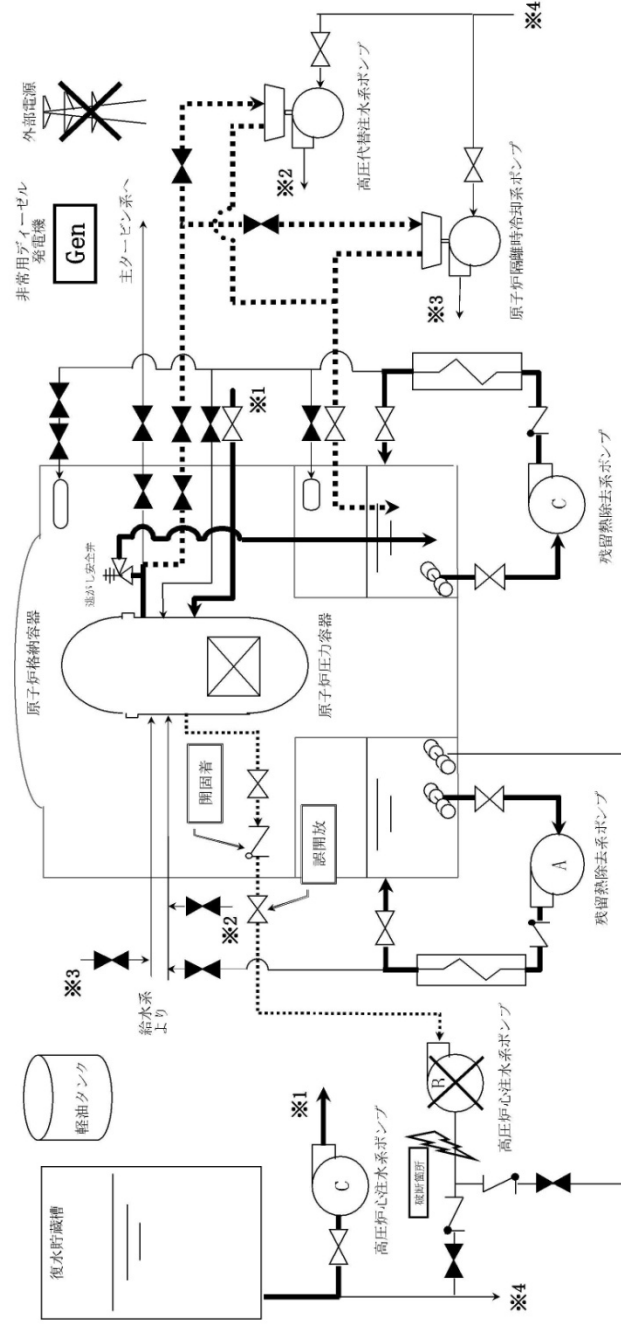 復水貯蔵槽
軽油タンク
※3
給水系
より
※2
開固着
誤開放
原子炉格納容器
逃がし安全弁
原子炉圧力容器
非常用ディーゼル
発電機
Gen
外部電源
主タービン系へ
※1
※2
高圧代替注水系ポンプ
※3
原子炉隔離時冷却系ポンプ
※4
C
残留熱除去系ポンプ
A
残留熱除去系ポンプ
※1
C
高圧炉心注水系ポンプ
B
高圧炉心注水系ポンプ
破断箇所
※4